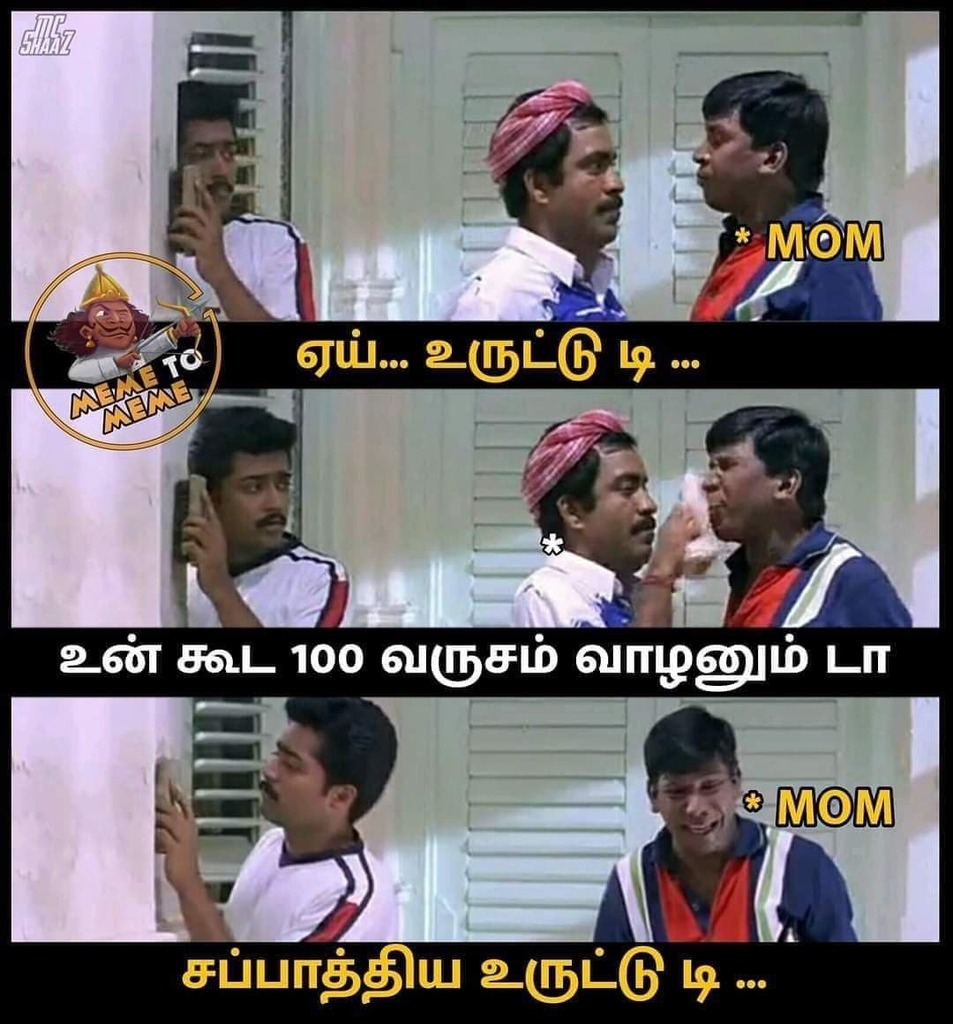 MC
SHAAZ
* MOM
ஏய்... உருட்டு டி ...
MEME TO
MEME
*
உன் கூட 100 வருசம் வாழனும் டா
* MOM
சப்பாத்திய உருட்டு டி ...